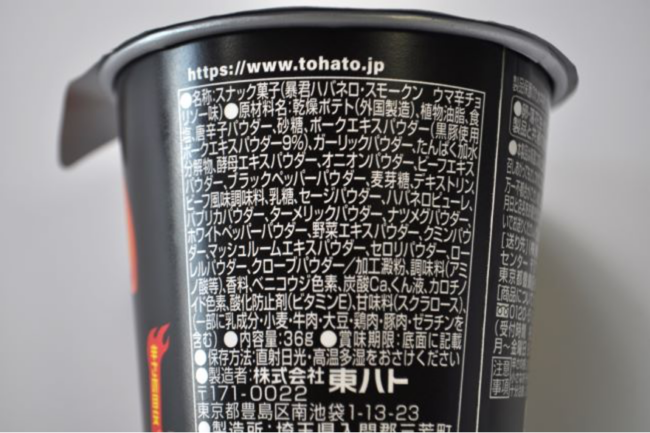 https://www.tohato.jp
●名称:スナック菓子(暴君ハバネロ・スモークン ウマ辛チョ
リソー味)●原材料名:乾燥ポテト(外国製造)、植物油脂、食
塩、唐辛子パウダー、砂糖、ポークエキスパウダー(黒豚使用
ポークエキスパウダー9%)、ガーリックパウダー、たんぱく加水
分解物、酵母エキスパウダー、オニオンパウダー、ビーフエキス
パウダー、ブラックペッパーパウダー、麦芽糖、デキストリン、
ビーフ風味調味料、乳糖、セージパウダー、ハバネロピューレ、
パプリカパウダー、ターメリックパウダー、ナツメグパウダー、
ホワイトペッパーパウダー、野菜エキスパウダー、クミンパウ
ダー、マッシュルームエキスパウダー、セロリパウダー、ロー
レルパウダー、クローブパウダー/加工澱粉、調味料(アミ
ノ酸等)、香料、ベニコウジ色素、炭酸Ca、くん液、カロチノ
イド色素、酸化防止剤(ビタミンE)、甘味料(スクラロース)、
(一部に乳成分・小麦・牛肉・大豆・鶏肉・豚肉・ゼラチンを
含む) ●内容量:36g ●賞味期限:底面に記載
●保存方法:直射日光・高温多湿をおさけください
●製造者:株式会社 東ハト
〒171-0022
東京都豊島区南池袋1-13-23
●製造所:埼玉県入間郡三芳町